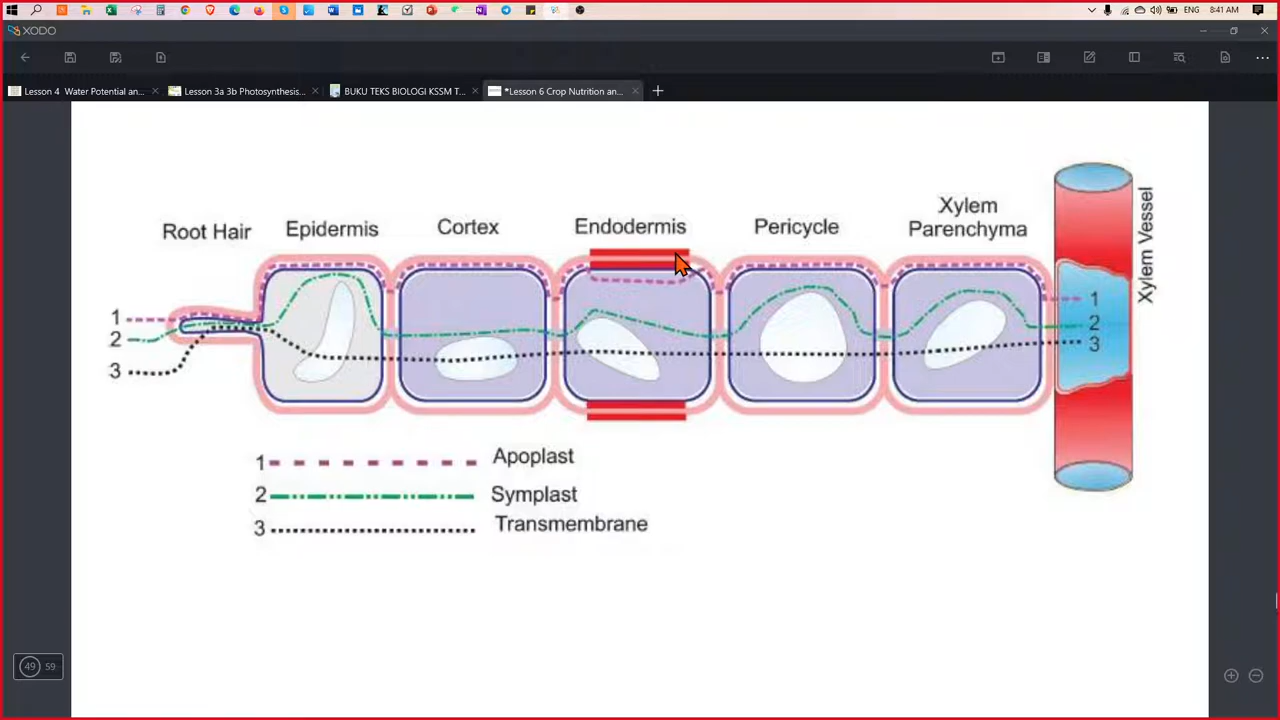 ENG
8:41 AM
XODO
Lesson 4 Water Potential an...
Lesson 3a 3b Photosynthesis...
BUKU TEKS BIOLOGI KSSM T...
*Lesson 6 Crop Nutrition an...
Root Hair
Epidermis
Cortex
Endodermis
Pericycle
Xylem
Parenchyma
Xylem Vessel
1
2
3
1
2
3
1 Apoplast
2 Symplast
3 Transmembrane
49 59